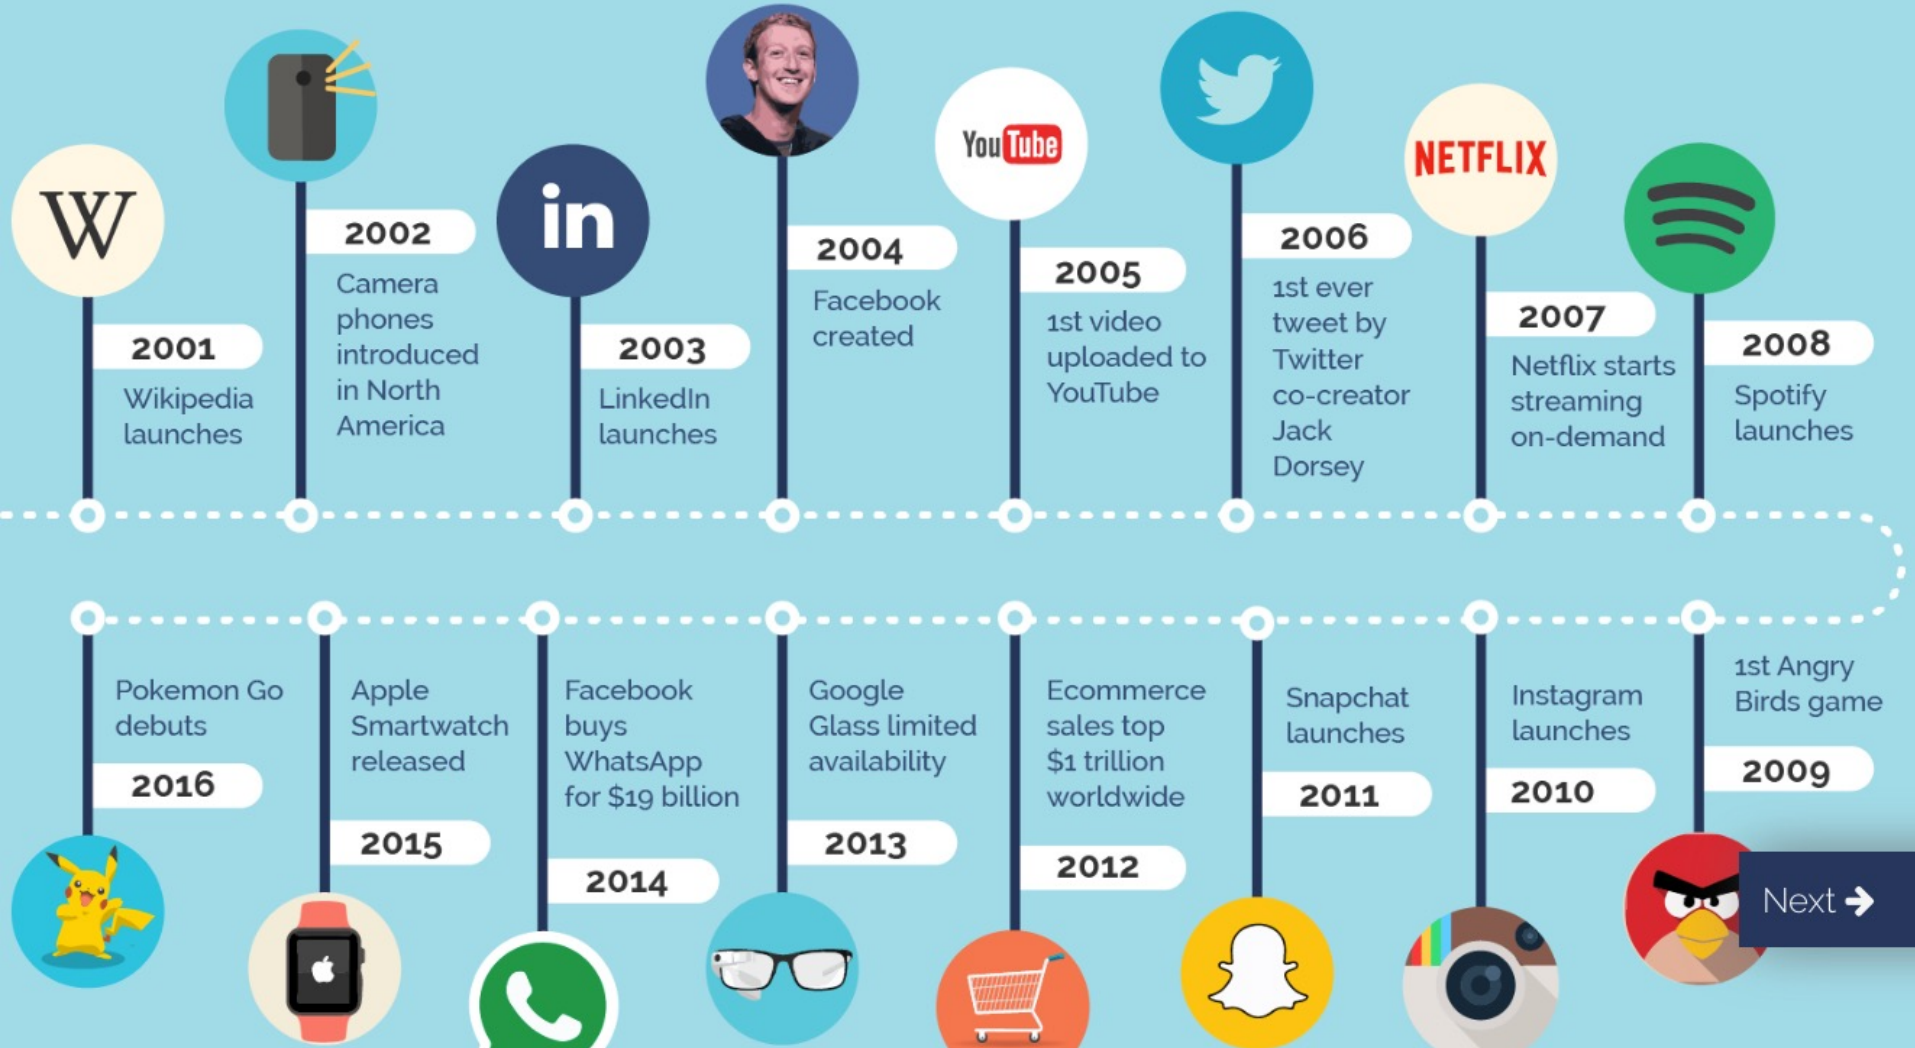 W
2001
Wikipedia
launches
2002
Camera
phones
introduced
in North
America
in
2003
LinkedIn
launches
2004
Facebook
created
YouTube
2005
1st video
uploaded to
YouTube
2006
1st ever
tweet by
Twitter
co-creator
Jack
Dorsey
NETFLIX
2007
Netflix starts
streaming
on-demand
2008
Spotify
launches
1st Angry
Birds game
2009
Instagram
launches
2010
Snapchat
launches
2011
Ecommerce
sales top
$1 trillion
worldwide
2012
Google
Glass limited
availability
2013
Facebook
buys
WhatsApp
for $19 billion
2014
Apple
Smartwatch
released
2015
Pokemon Go
debuts
2016
Next